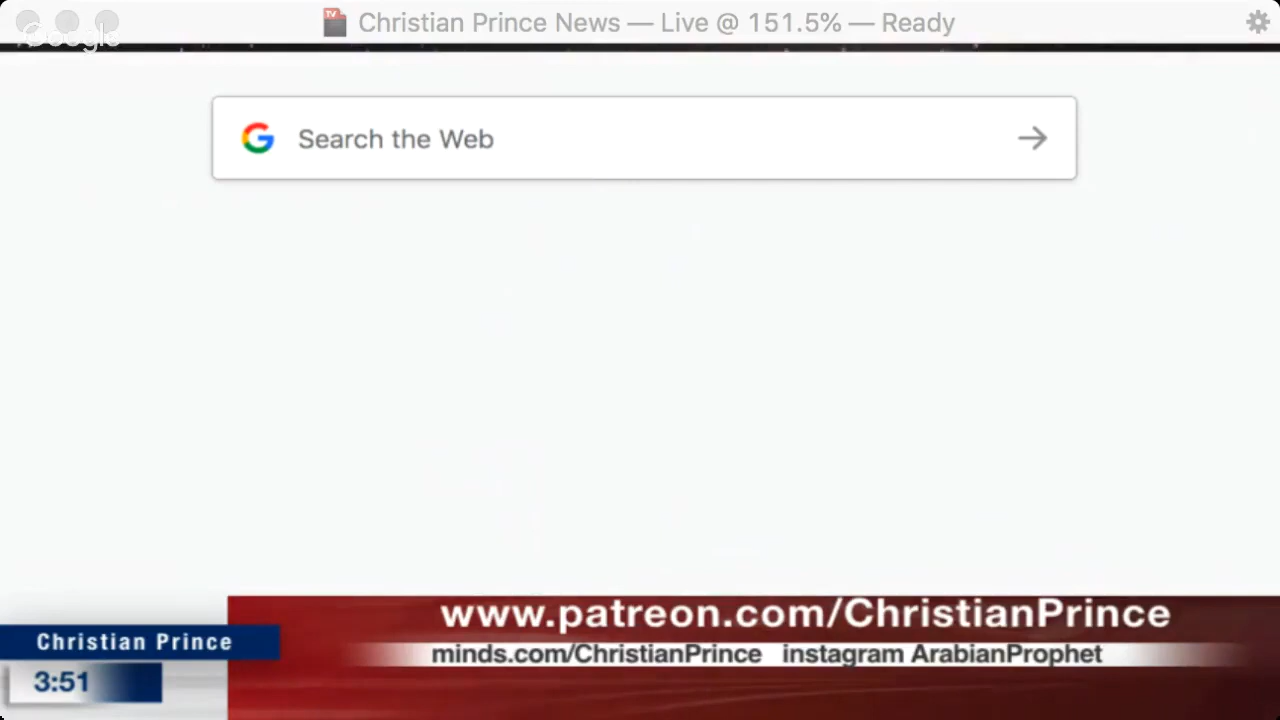 Christian Prince News — Live @ 151.5% — Ready
Google
Search the Web
www.patreon.com/ChristianPrince
Christian Prince
minds.com/ChristianPrince instagram ArabianProphet
3:51